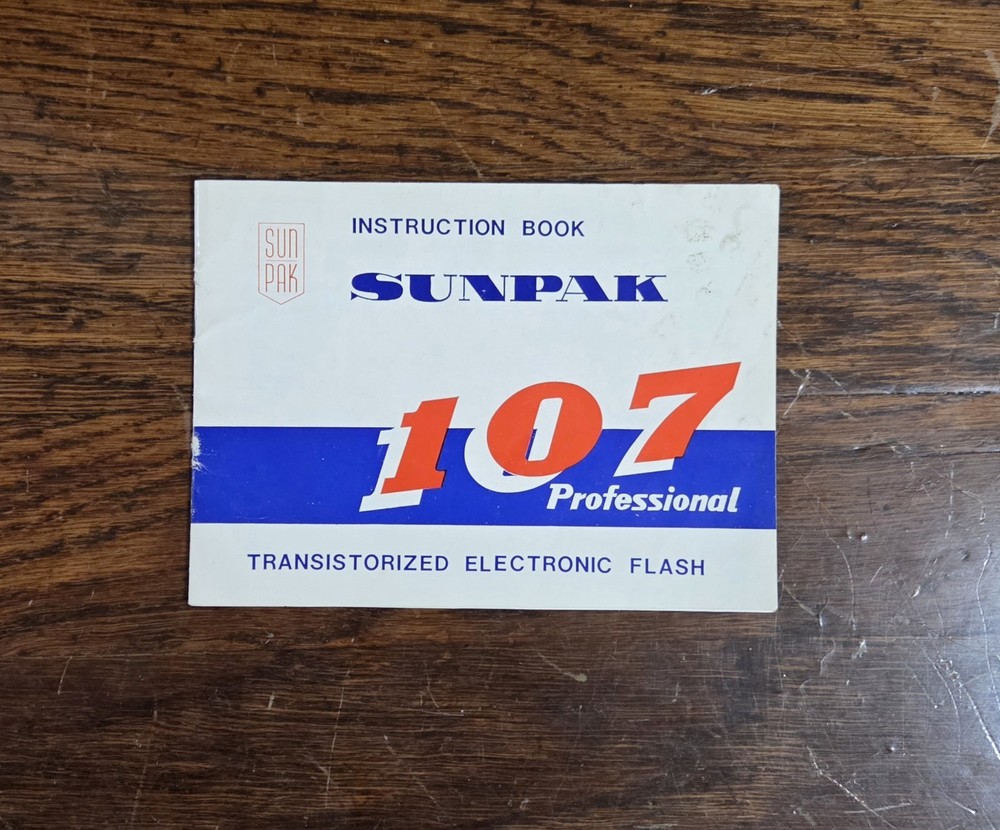 SUN
PAK
INSTRUCTION BOOK
SUNPAK
107
Professional
TRANSISTORIZED ELECTRONIC FLASH